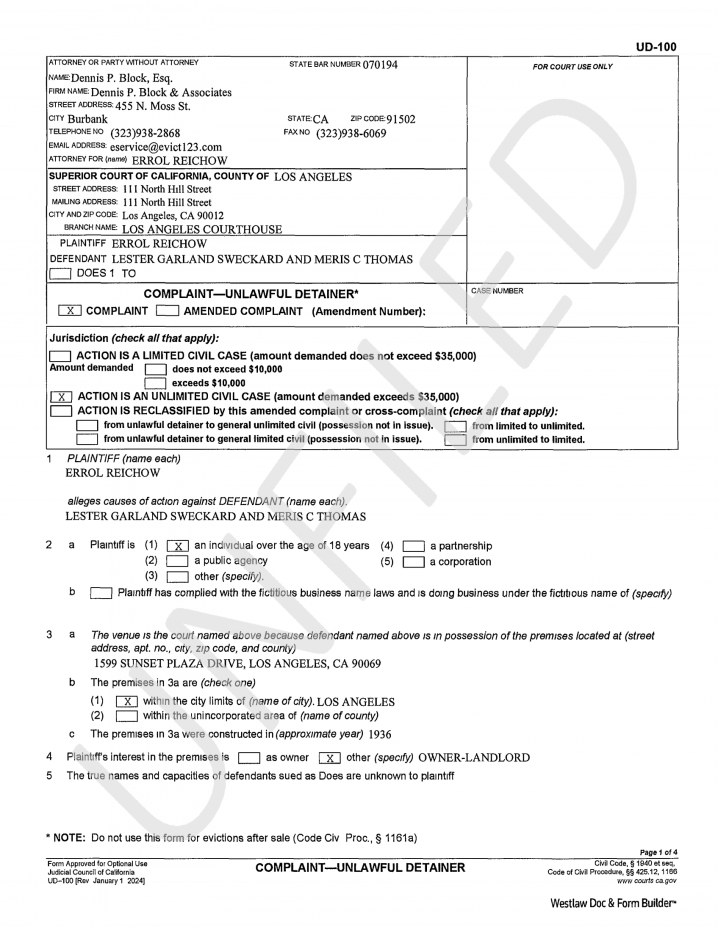 UD-100
ATTORNEY OR PARTY WITHOUT ATTORNEY STATE BAR NUMBER 070194
NAME: Dennis P. Block, Esq.
FIRM NAME: Dennis P. Block & Associates
STREET ADDRESS: 455 N. Moss St.
CITY Burbank STATE: CA ZIP CODE: 91502
TELEPHONE NO (323)938-2868 FAX NO (323)938-6069
EMAIL ADDRESS: eservice@evict123.com
ATTORNEY FOR (name) ERROL REICHOW
FOR COURT USE ONLY
SUPERIOR COURT OF CALIFORNIA, COUNTY OF LOS ANGELES
STREET ADDRESS: 111 North Hill Street
MAILING ADDRESS: 111 North Hill Street
CITY AND ZIP CODE: Los Angeles, CA 90012
BRANCH NAME: LOS ANGELES COURTHOUSE
PLAINTIFF ERROL REICHOW
DEFENDANT LESTER GARLAND SWECKARD AND MERIS C THOMAS
DOES 1 TO
COMPLAINT—UNLAWFUL DETAINER*
X COMPLAINT AMENDED COMPLAINT (Amendment Number):
CASE NUMBER
Jurisdiction (check all that apply):
ACTION IS A LIMITED CIVIL CASE (amount demanded does not exceed $35,000)
Amount demanded does not exceed $10,000
exceeds $10,000
X ACTION IS AN UNLIMITED CIVIL CASE (amount demanded exceeds $35,000)
ACTION IS RECLASSIFIED by this amended complaint or cross-complaint (check all that apply):
from unlawful detainer to general unlimited civil (possession not in issue). from limited to unlimited.
from unlawful detainer to general limited civil (possession not in issue). from unlimited to limited.
1 PLAINTIFF (name each)
ERROL REICHOW
alleges causes of action against DEFENDANT (name each).
LESTER GARLAND SWECKARD AND MERIS C THOMAS
2 a Plaintiff is (1) X an individual over the age of 18 years (4) a partnership
(2) a public agency (5) a corporation
(3) other (specify).
b Plaintiff has complied with the fictitious business name laws and is doing business under the fictitious name of (specify)
3 a The venue is the court named above because defendant named above is in possession of the premises located at (street
address, apt. no., city, zip code, and county)
1599 SUNSET PLAZA DRIVE, LOS ANGELES, CA 90069
b The premises in 3a are (check one)
(1) X within the city limits of (name of city). LOS ANGELES
(2) within the unincorporated area of (name of county)
c The premises in 3a were constructed in (approximate year) 1936
4 Plaintiff's interest in the premises is as owner X other (specify) OWNER-LANDLORD
5 The true names and capacities of defendants sued as Does are unknown to plaintiff
* NOTE: Do not use this form for evictions after sale (Code Civ Proc., § 1161a)
Page 1 of 4
Form Approved for Optional Use
Judicial Council of California
UD-100 [Rev January 1 2024]
COMPLAINT—UNLAWFUL DETAINER
Civil Code, § 1940 et seq,
Code of Civil Procedure, §§ 425.12, 1166
www courts ca.gov
Westlaw Doc & Form Builder™
UNFILED